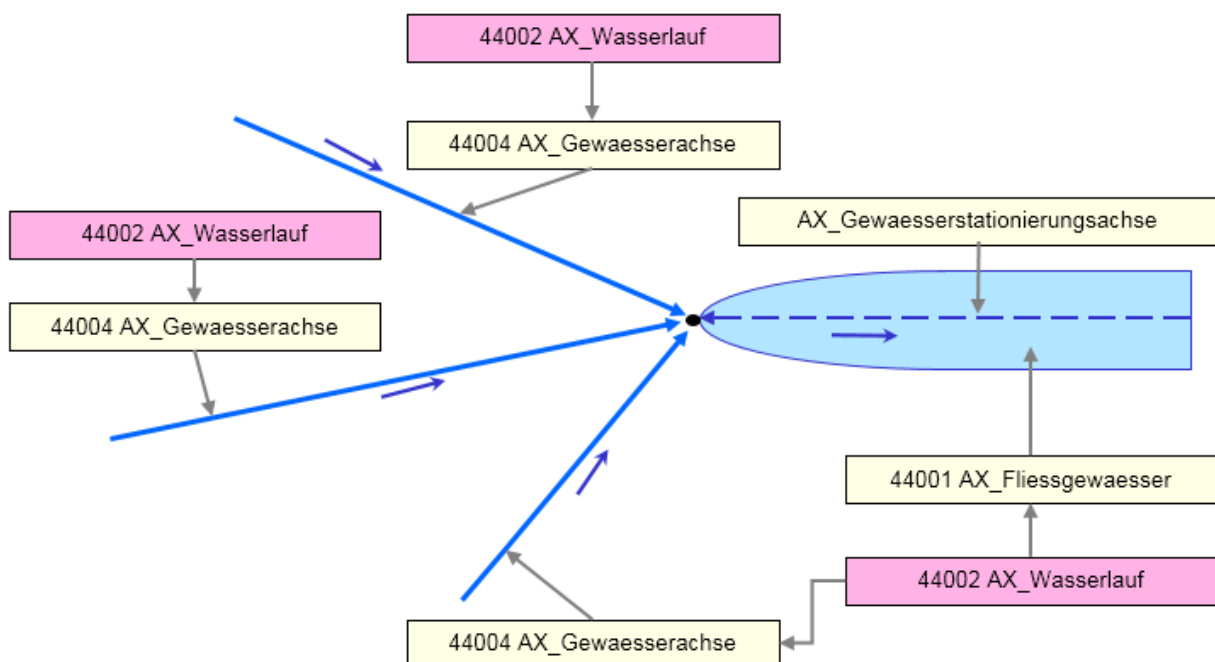 44002 AX_Wasserlauf
44004 AX_Gewaesserachse
44002 AX_Wasserlauf
AX_Gewaesserstationierungsachse
44004 AX_Gewaesserachse
44001 AX_Fliessgewaesser
44002 AX_Wasserlauf
44004 AX_Gewaesserachse